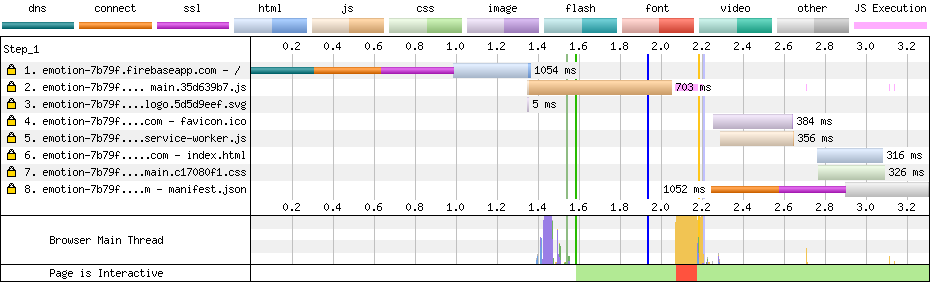 dns connect ssl html js css image flash font video other JS Execution
Step_1 0.2 0.4 0.6 0.8 1.0 1.2 1.4 1.6 1.8 2.0 2.2 2.4 2.6 2.8 3.0 3.2
1. emotion-7b79f.firebaseapp.com - / 1054 ms
2. emotion-7b79f.... main.35d639b7.js 703 ms
3. emotion-7b79f....logo.5d5d9eef.svg 5 ms
4. emotion-7b79f....com - favicon.ico 384 ms
5. emotion-7b79f....service-worker.js 356 ms
6. emotion-7b79f.....com - index.html 316 ms
7. emotion-7b79f....main.c17080f1.css 326 ms
8. emotion-7b79f....m - manifest.json 1052 ms
0.2 0.4 0.6 0.8 1.0 1.2 1.4 1.6 1.8 2.0 2.2 2.4 2.6 2.8 3.0 3.2
Browser Main Thread
Page is Interactive